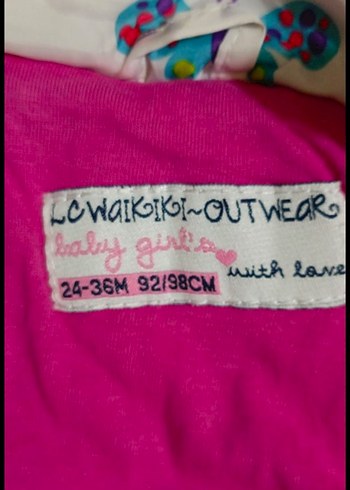 LCWAIKIKI~OUTWEAR
baby girl's
with love
24-36M 92/98CM